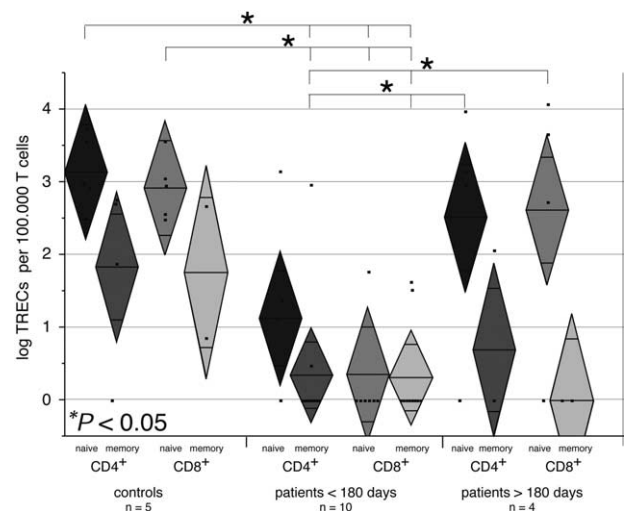 * 
* 
* 
* 
log TRECs per 100.000 T cells
4
3
2
1
0
*P < 0.05
naive memory naive memory naive memory naive memory naive memory naive memory
CD4+ CD8+ CD4+ CD8+ CD4+ CD8+
controls patients < 180 days patients > 180 days
n = 5 n = 10 n = 4